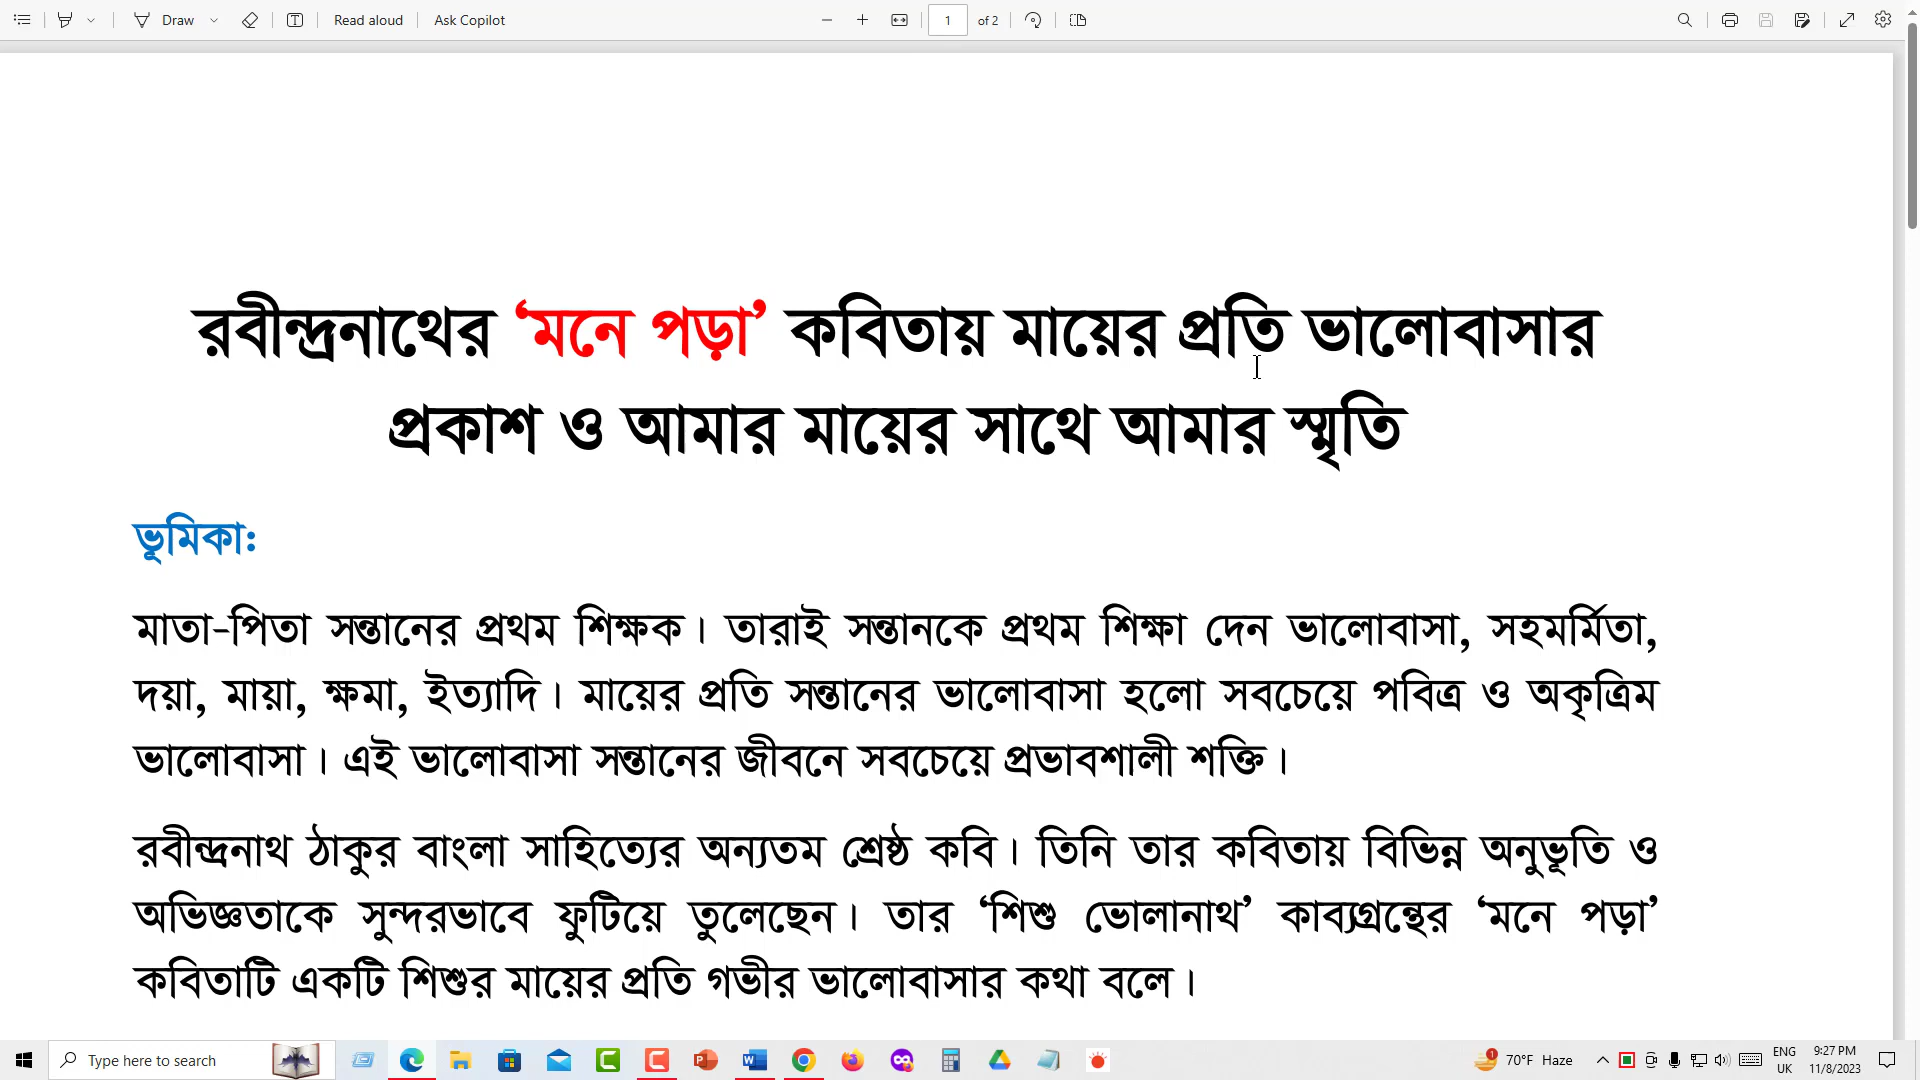 Draw
Read aloud
Ask Copilot
1
of 2
রবীন্দ্রনাথের ‘মনে পড়া’ কবিতায় মায়ের প্রতি ভালোবাসার
প্রকাশ ও আমার মায়ের সাথে আমার স্মৃতি
ভূমিকা:
মাতা-পিতা সন্তানের প্রথম শিক্ষক। তারাই সন্তানকে প্রথম শিক্ষা দেন ভালোবাসা, সহমর্মিতা,
দয়া, মায়া, ক্ষমা, ইত্যাদি। মায়ের প্রতি সন্তানের ভালোবাসা হলো সবচেয়ে পবিত্র ও অকৃত্রিম
ভালোবাসা। এই ভালোবাসা সন্তানের জীবনে সবচেয়ে প্রভাবশালী শক্তি।
রবীন্দ্রনাথ ঠাকুর বাংলা সাহিত্যের অন্যতম শ্রেষ্ঠ কবি। তিনি তার কবিতায় বিভিন্ন অনুভূতি ও
অভিজ্ঞতাকে সুন্দরভাবে ফুটিয়ে তুলেছেন। তার ‘শিশু ভোলানাথ’ কাব্যগ্রন্থের ‘মনে পড়া’
কবিতাটি একটি শিশুর মায়ের প্রতি গভীর ভালোবাসার কথা বলে।
Type here to search
1
70°F Haze
ENG
UK
9:27 PM
11/8/2023